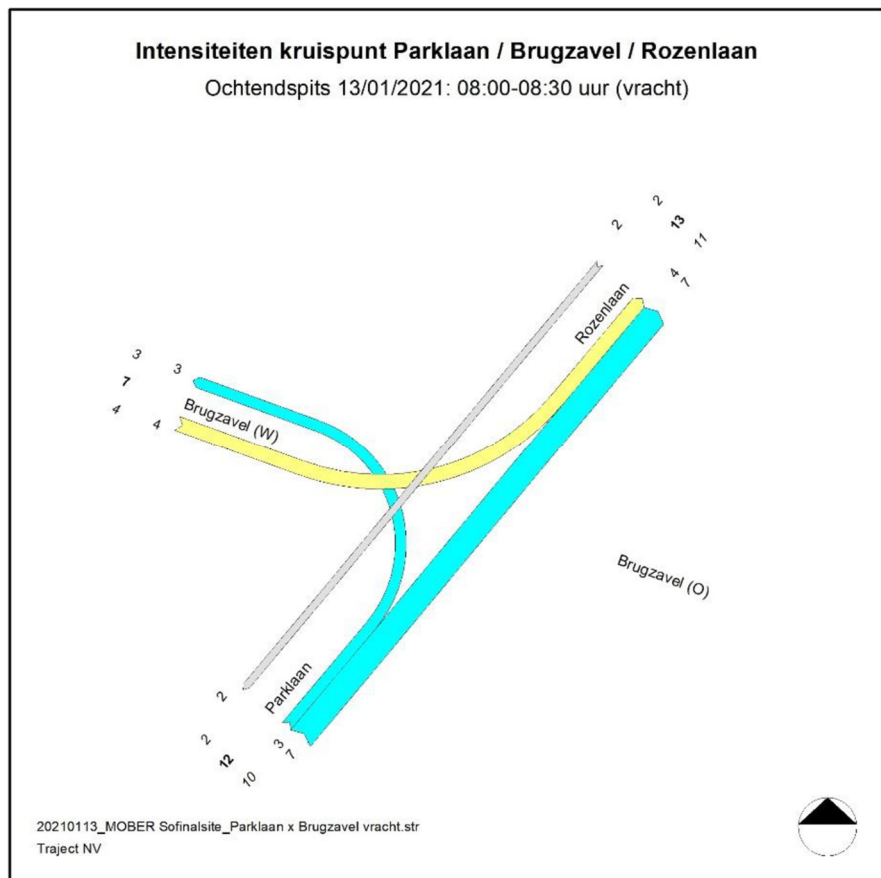 Intensiteiten kruispunt Parklaan / Brugzavel / Rozenlaan
Ochtendspits 13/01/2021: 08:00-08:30 uur (vracht)
2
2
13
11
4
7
Rozenlaan
3
7
4
3
4
Brugzavel (W)
Brugzavel (O)
Parklaan
2
2
12
10
3
7
20210113_MOBER Sofinalsite_Parklaan x Brugzavel vracht.str
Traject NV